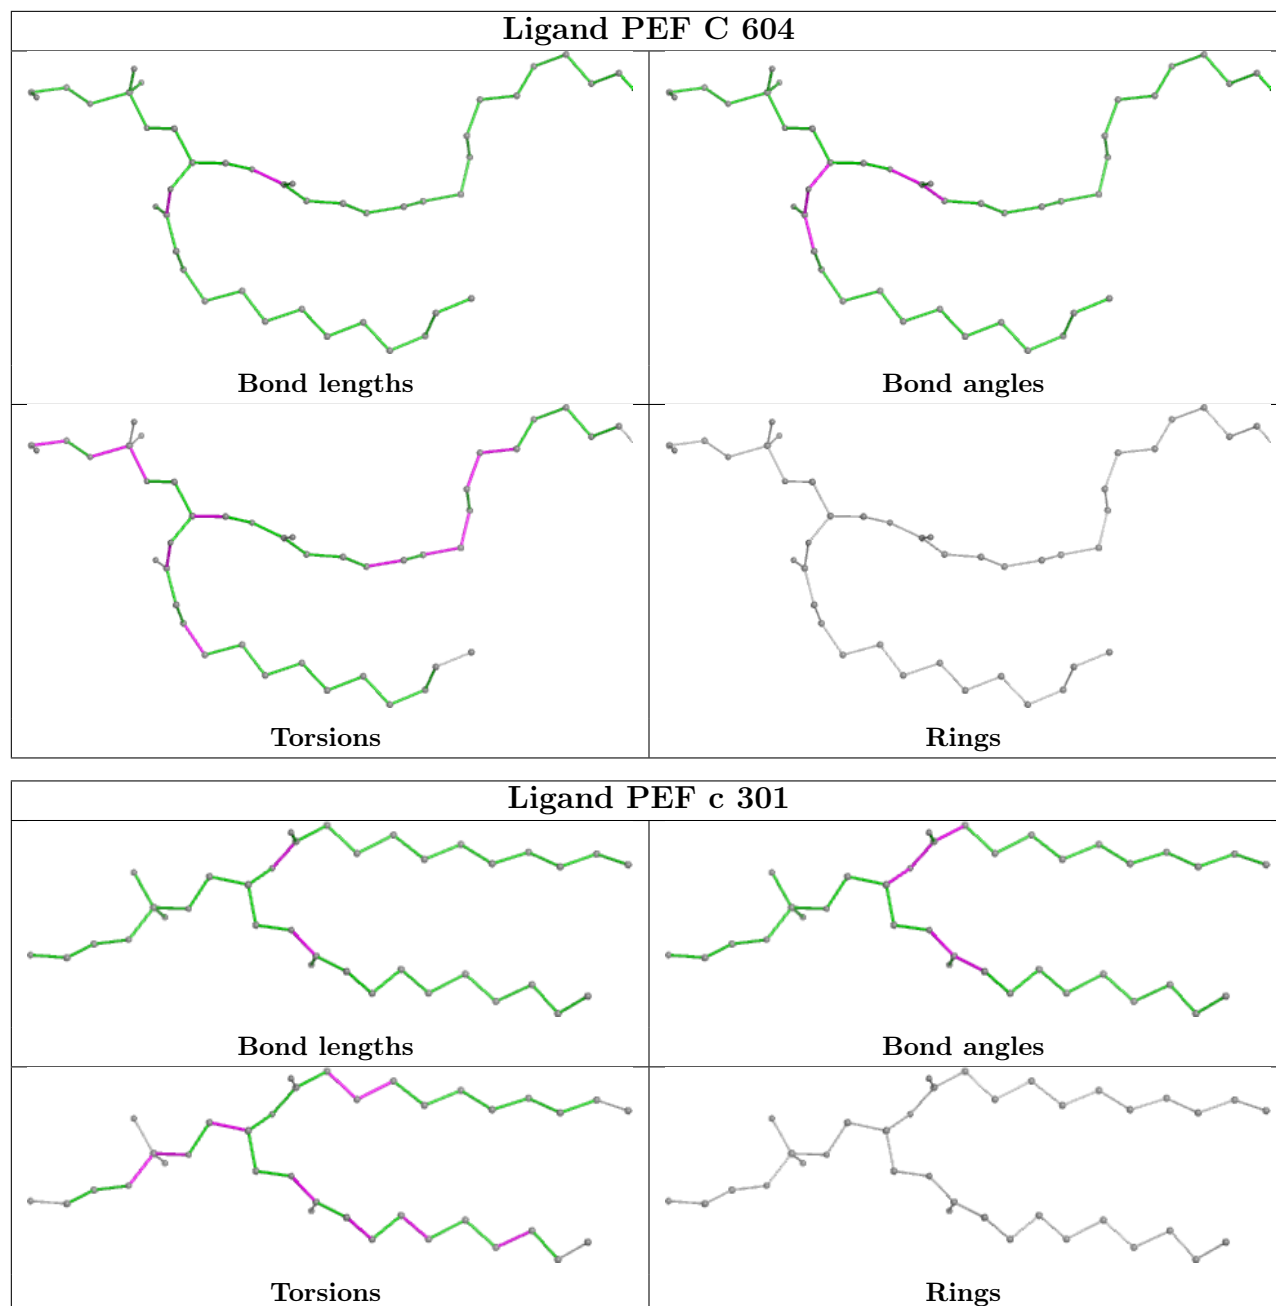 Ligand PEF C 604
Bond lengths
Bond angles
Torsions
Rings
Ligand PEF c 301
Bond lengths
Bond angles
Torsions
Rings